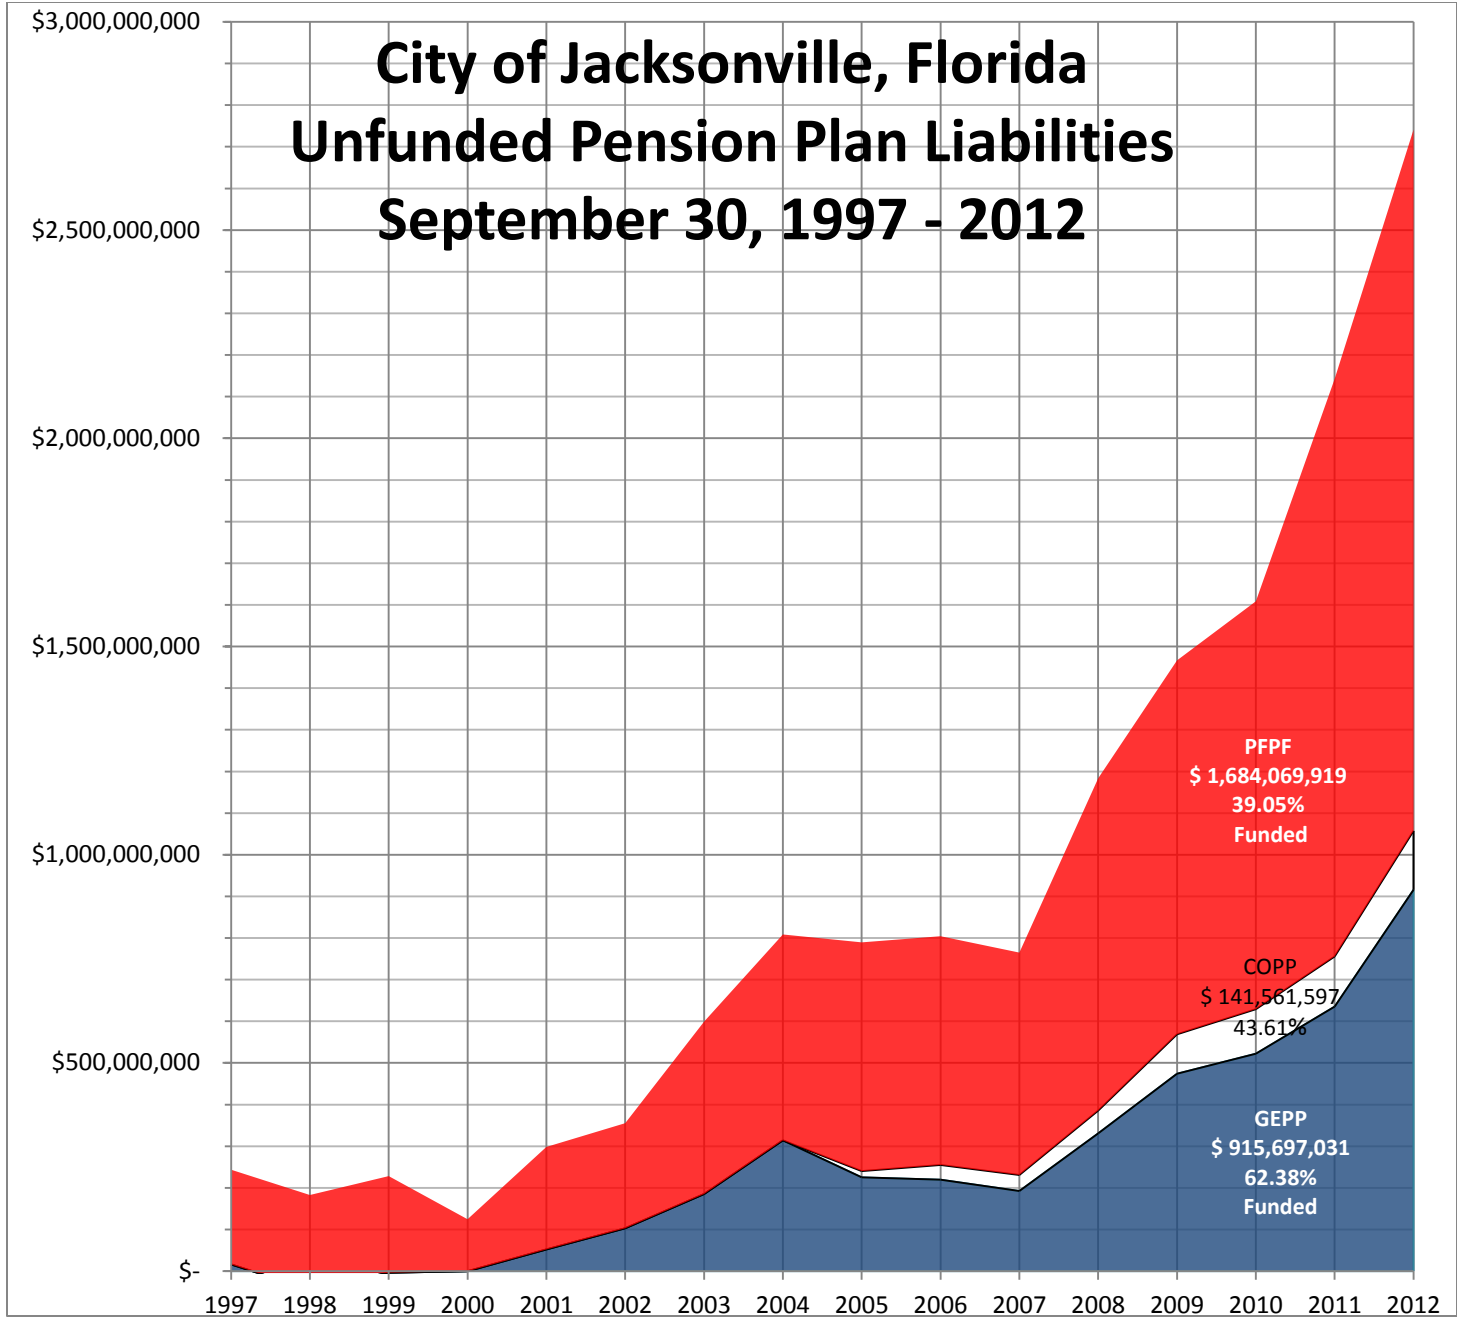 City of Jacksonville, Florida
Unfunded Pension Plan Liabilities
September 30, 1997 - 2012
$3,000,000,000
$2,500,000,000
$2,000,000,000
$1,500,000,000
$1,000,000,000
$500,000,000
$-
PFPF
$ 1,684,069,919
39.05%
Funded
COPP
$ 141,561,597
43.61%
GEPP
$ 915,697,031
62.38%
Funded
1997 1998 1999 2000 2001 2002 2003 2004 2005 2006 2007 2008 2009 2010 2011 2012